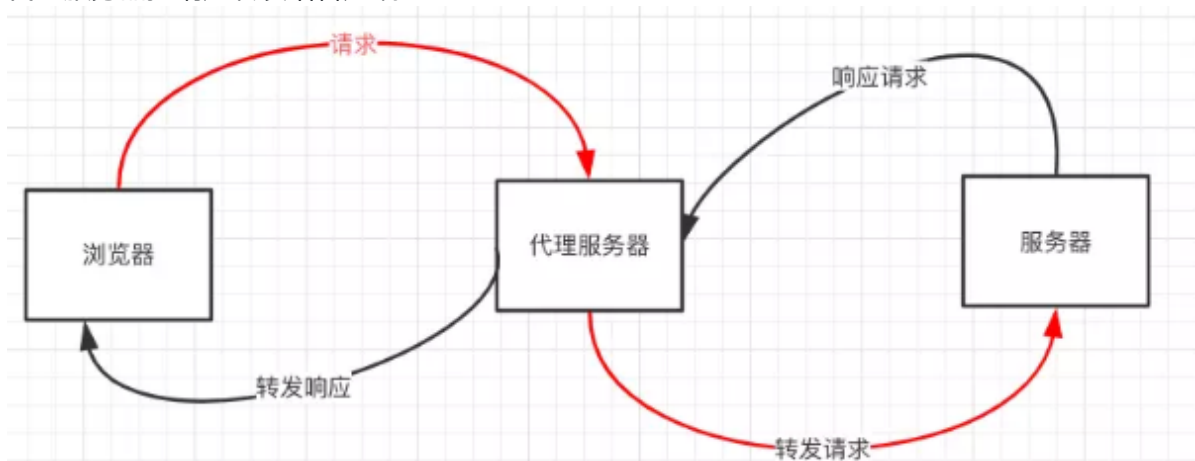 请求
响应请求
浏览器
代理服务器
服务器
转发响应
转发请求